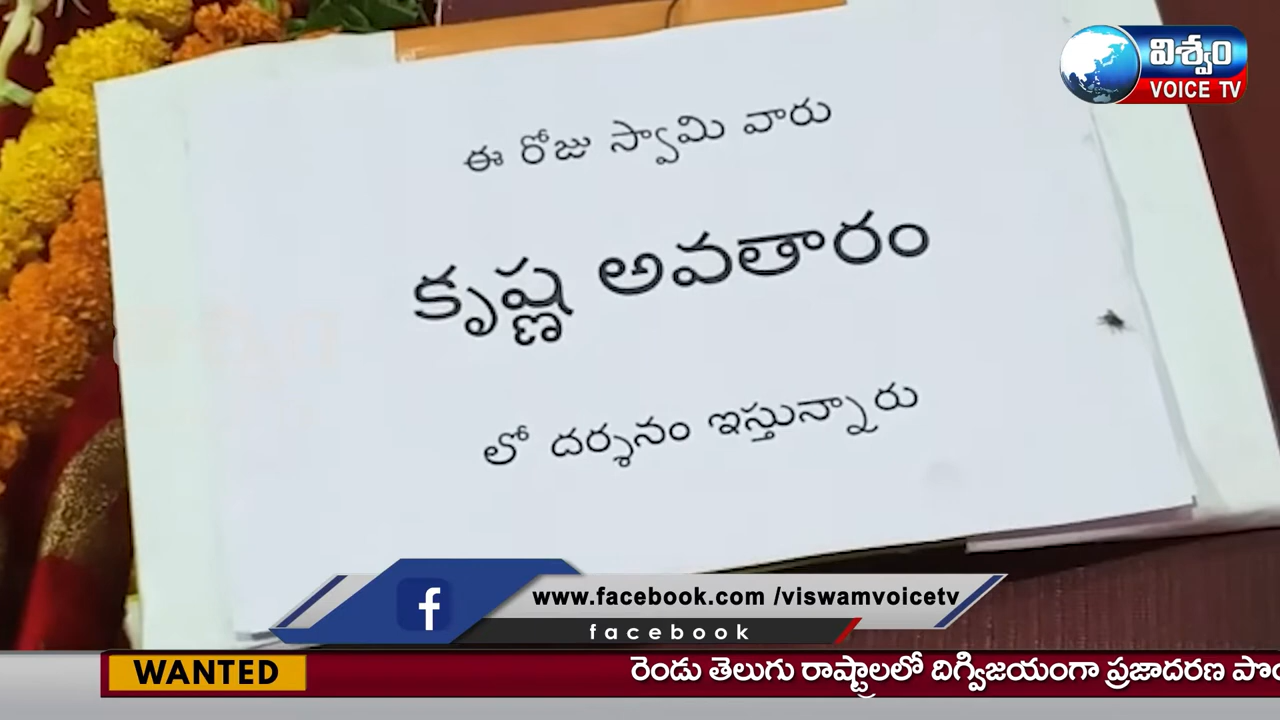 విశ్వం
VOICE TV
ఈ రోజు స్వామి వారు
కృష్ణ అవతారం
లో దర్శనం ఇస్తున్నారు
www.facebook.com /viswamvoicetv
facebook
WANTED
రెండు తెలుగు రాష్ట్రాలలో దిగ్విజయంగా ప్రజాదరణ